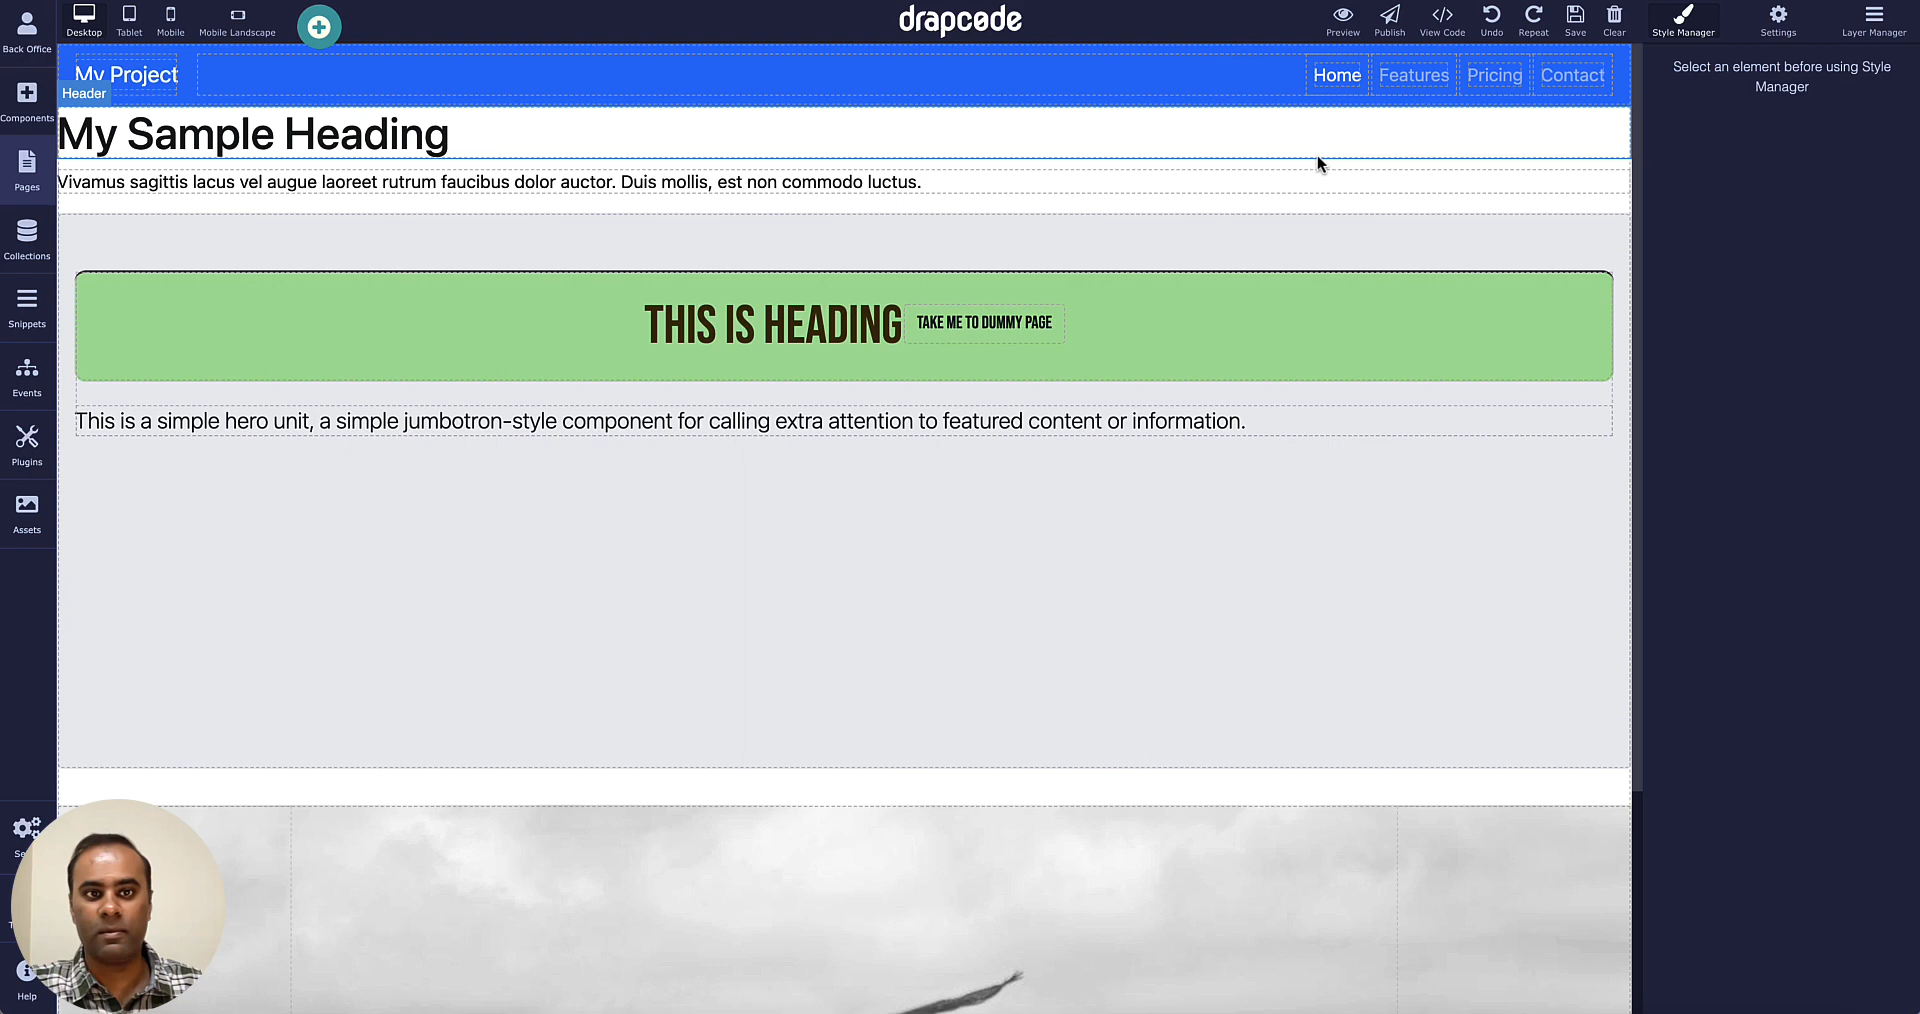 Back Office
Desktop
Tablet
Mobile
Mobile Landscape
drapcode
Preview
Publish
View Code
Undo
Repeat
Save
Clear
Style Manager
Settings
Layer Manager
Components
Pages
Collections
Snippets
Events
Plugins
Assets
Help
My Project
Header
Home
Features
Pricing
Contact
My Sample Heading
Vivamus sagittis lacus vel augue laoreet rutrum faucibus dolor auctor. Duis mollis, est non commodo luctus.
THIS IS HEADING
TAKE ME TO DUMMY PAGE
This is a simple hero unit, a simple jumbotron-style component for calling extra attention to featured content or information.
Select an element before using Style
Manager